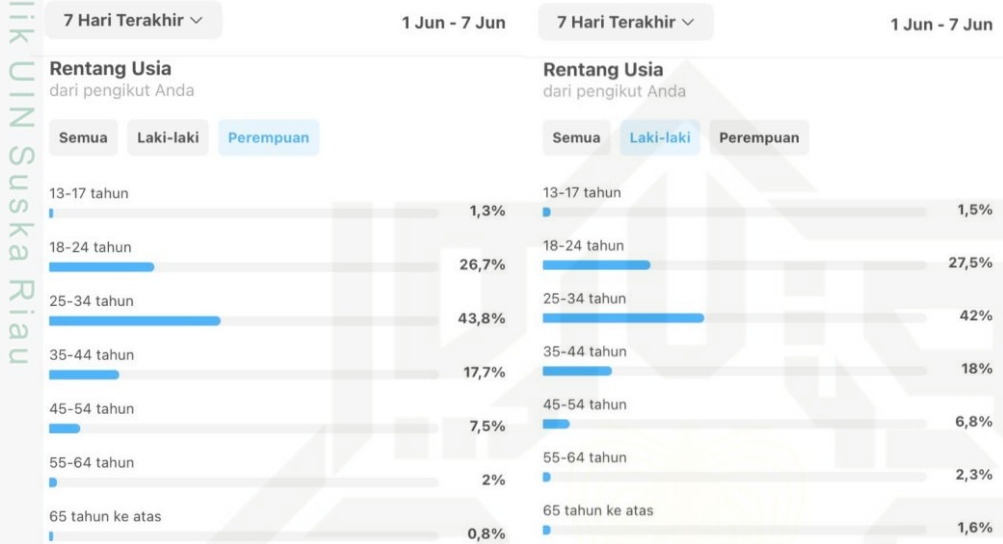 lik UIN Suska Riau
7 Hari Terakhir
1 Jun - 7 Jun
Rentang Usia
dari pengikut Anda
Semua Laki-laki Perempuan
13-17 tahun
1,3%
18-24 tahun
26,7%
25-34 tahun
43,8%
35-44 tahun
17,7%
45-54 tahun
7,5%
55-64 tahun
2%
65 tahun ke atas
0,8%
7 Hari Terakhir
1 Jun - 7 Jun
Rentang Usia
dari pengikut Anda
Semua Laki-laki Perempuan
13-17 tahun
1,5%
18-24 tahun
27,5%
25-34 tahun
42%
35-44 tahun
18%
45-54 tahun
6,8%
55-64 tahun
2,3%
65 tahun ke atas
1,6%